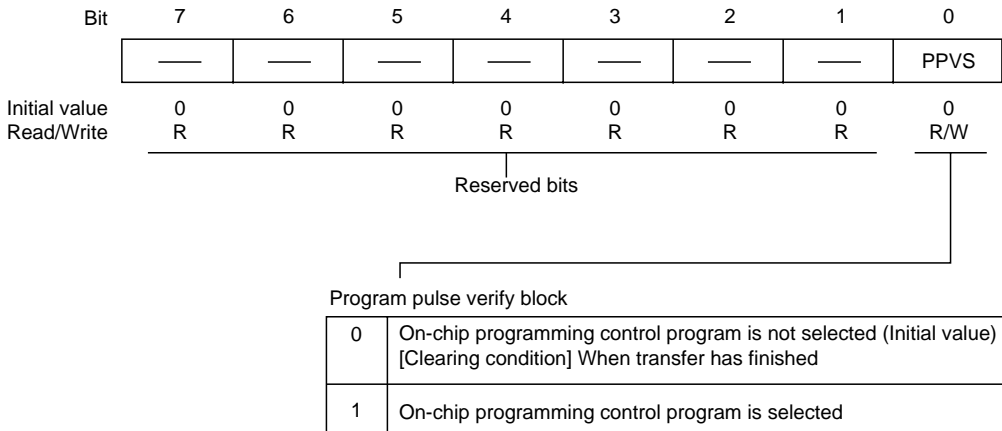 Bit 7 6 5 4 3 2 1 0
— — — — — — — PPVS
Initial value 0 0 0 0 0 0 0 0
Read/Write R R R R R R R R/W
Reserved bits
Program pulse verify block
0 On-chip programming control program is not selected (Initial value)
[Clearing condition] When transfer has finished
1 On-chip programming control program is selected